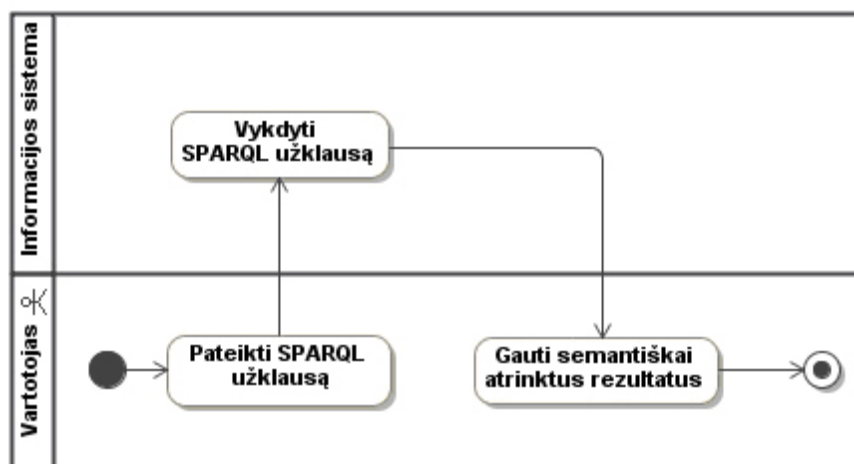 Informacijos sistema
Vykdyti
SPARQL užklausą
Vartotojas
Pateikti SPARQL
užklausą
Gauti semantiškai
atrinktus rezultatus